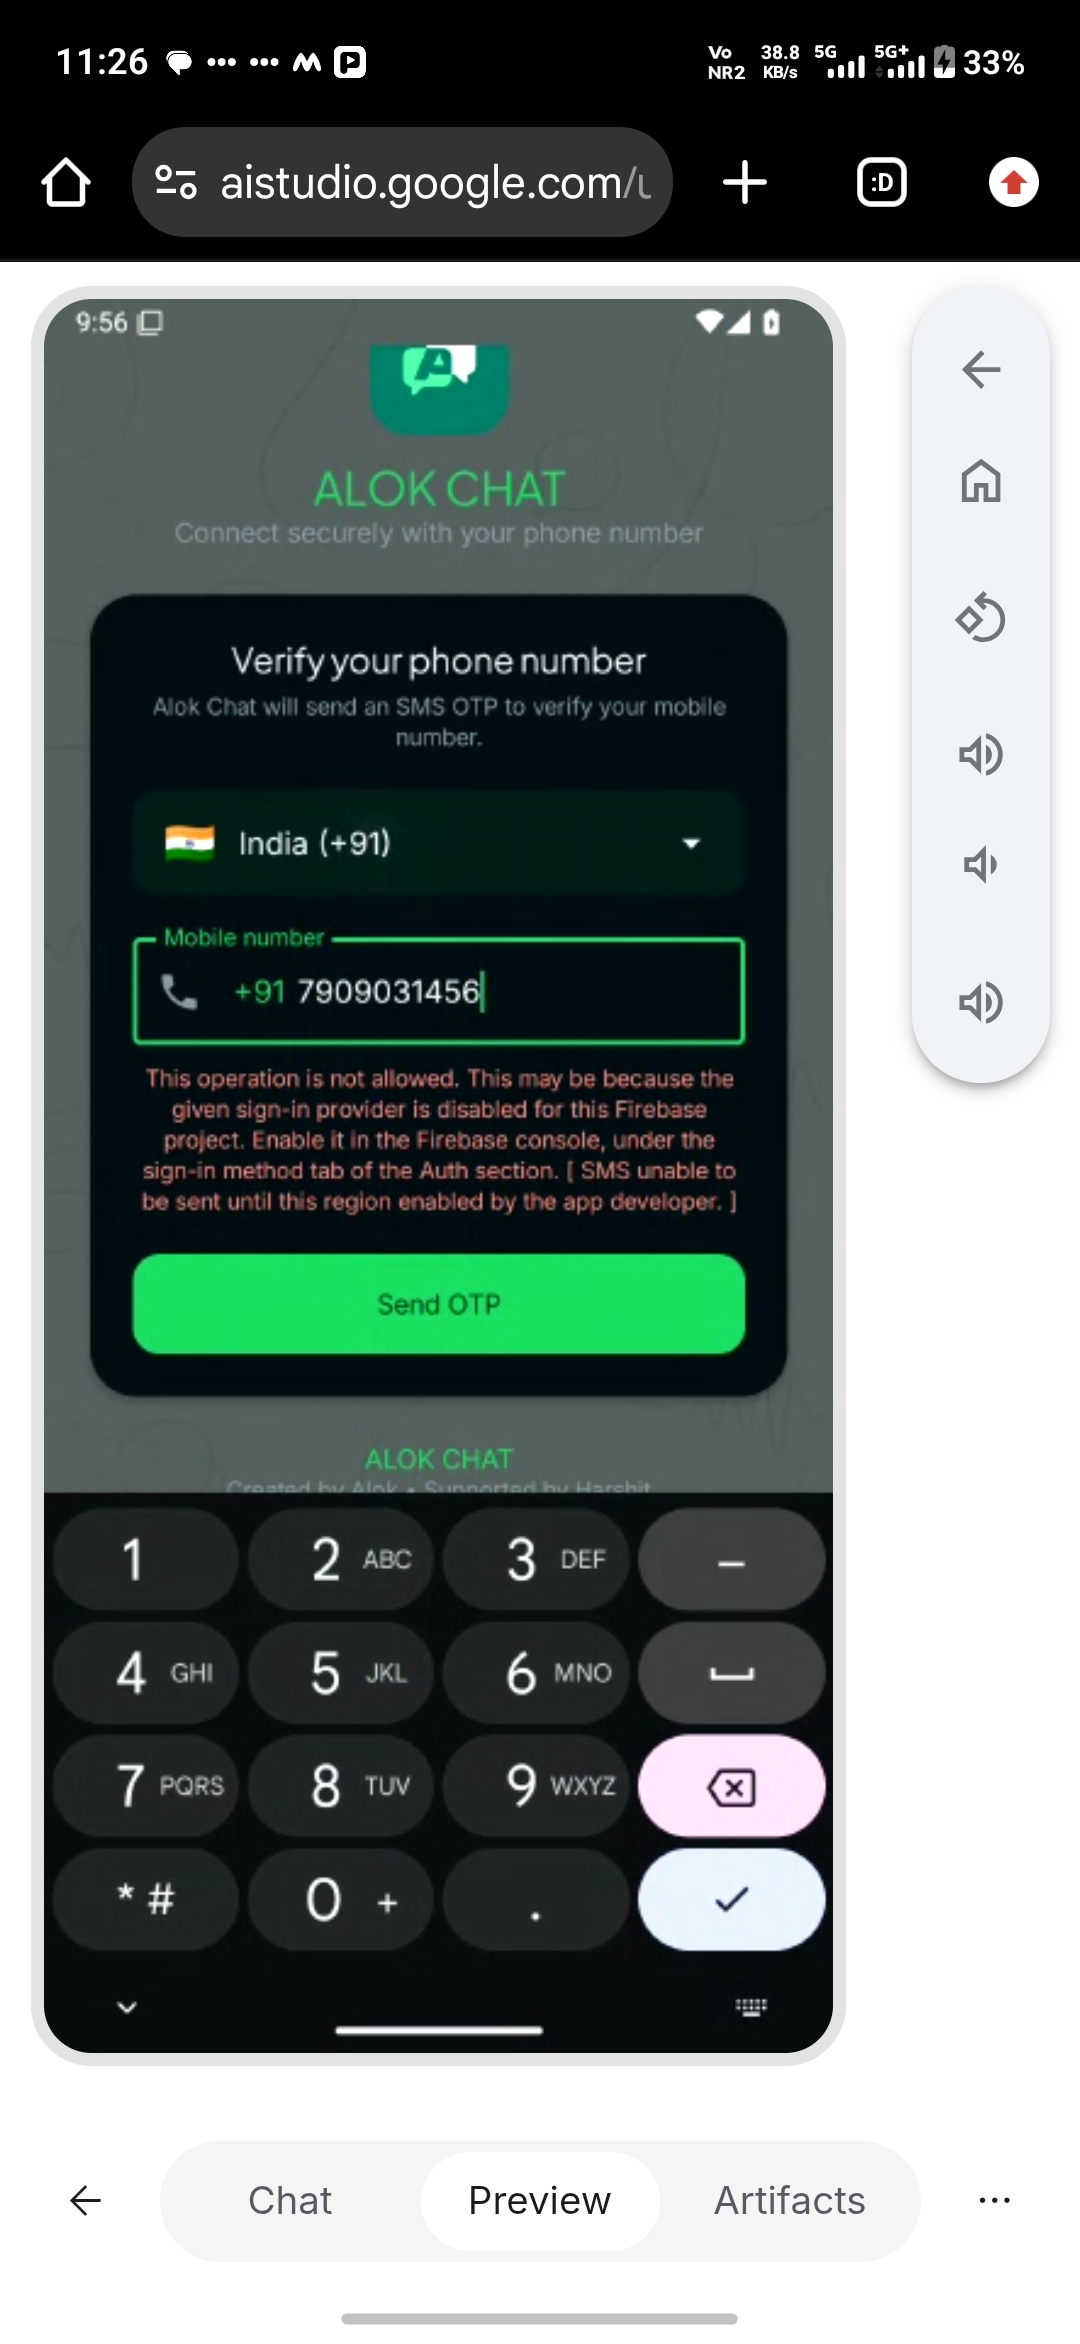 11:26
Vo NR2 38.8 KB/s 5G 5G+ 33%
aistudio.google.com/u
:D
9:56
A
ALOK CHAT
Connect securely with your phone number
Verify your phone number
Alok Chat will send an SMS OTP to verify your mobile
number.
India (+91)
Mobile number
+91 7909031456
This operation is not allowed. This may be because the
given sign-in provider is disabled for this Firebase
project. Enable it in the Firebase console, under the
sign-in method tab of the Auth section. [ SMS unable to
be sent until this region enabled by the app developer. ]
Send OTP
ALOK CHAT
Created by Alok • Supported by Harshit
1 2 ABC 3 DEF –
4 GHI 5 JKL 6 MNO
7 PQRS 8 TUV 9 WXYZ
* # 0 + .
Chat Preview Artifacts